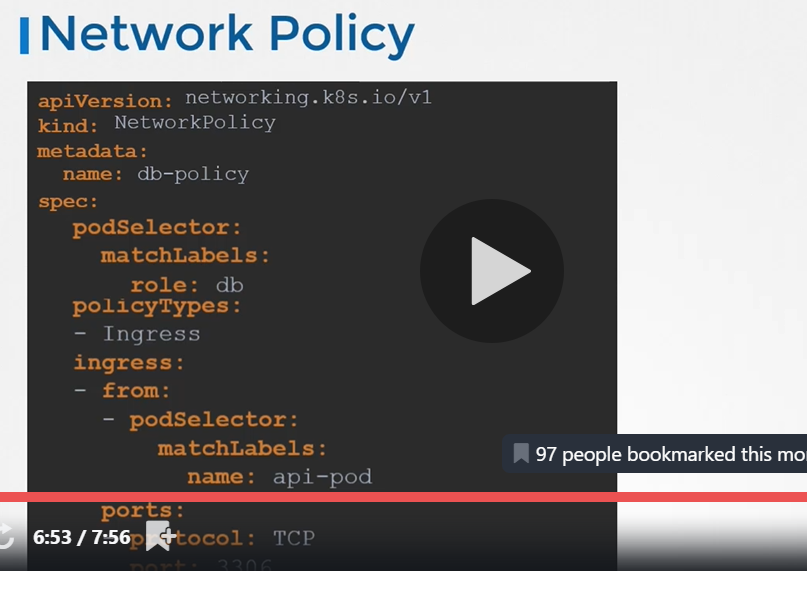 Network Policy
apiVersion: networking.k8s.io/v1
kind: NetworkPolicy
metadata:
name: db-policy
spec:
podSelector:
matchLabels:
role: db
policyTypes:
- Ingress
ingress:
- from:
- podSelector:
matchLabels:
name: api-pod
97 people bookmarked this mo
ports:
6:53 / 7:56
tocol: TCP
port: 3306